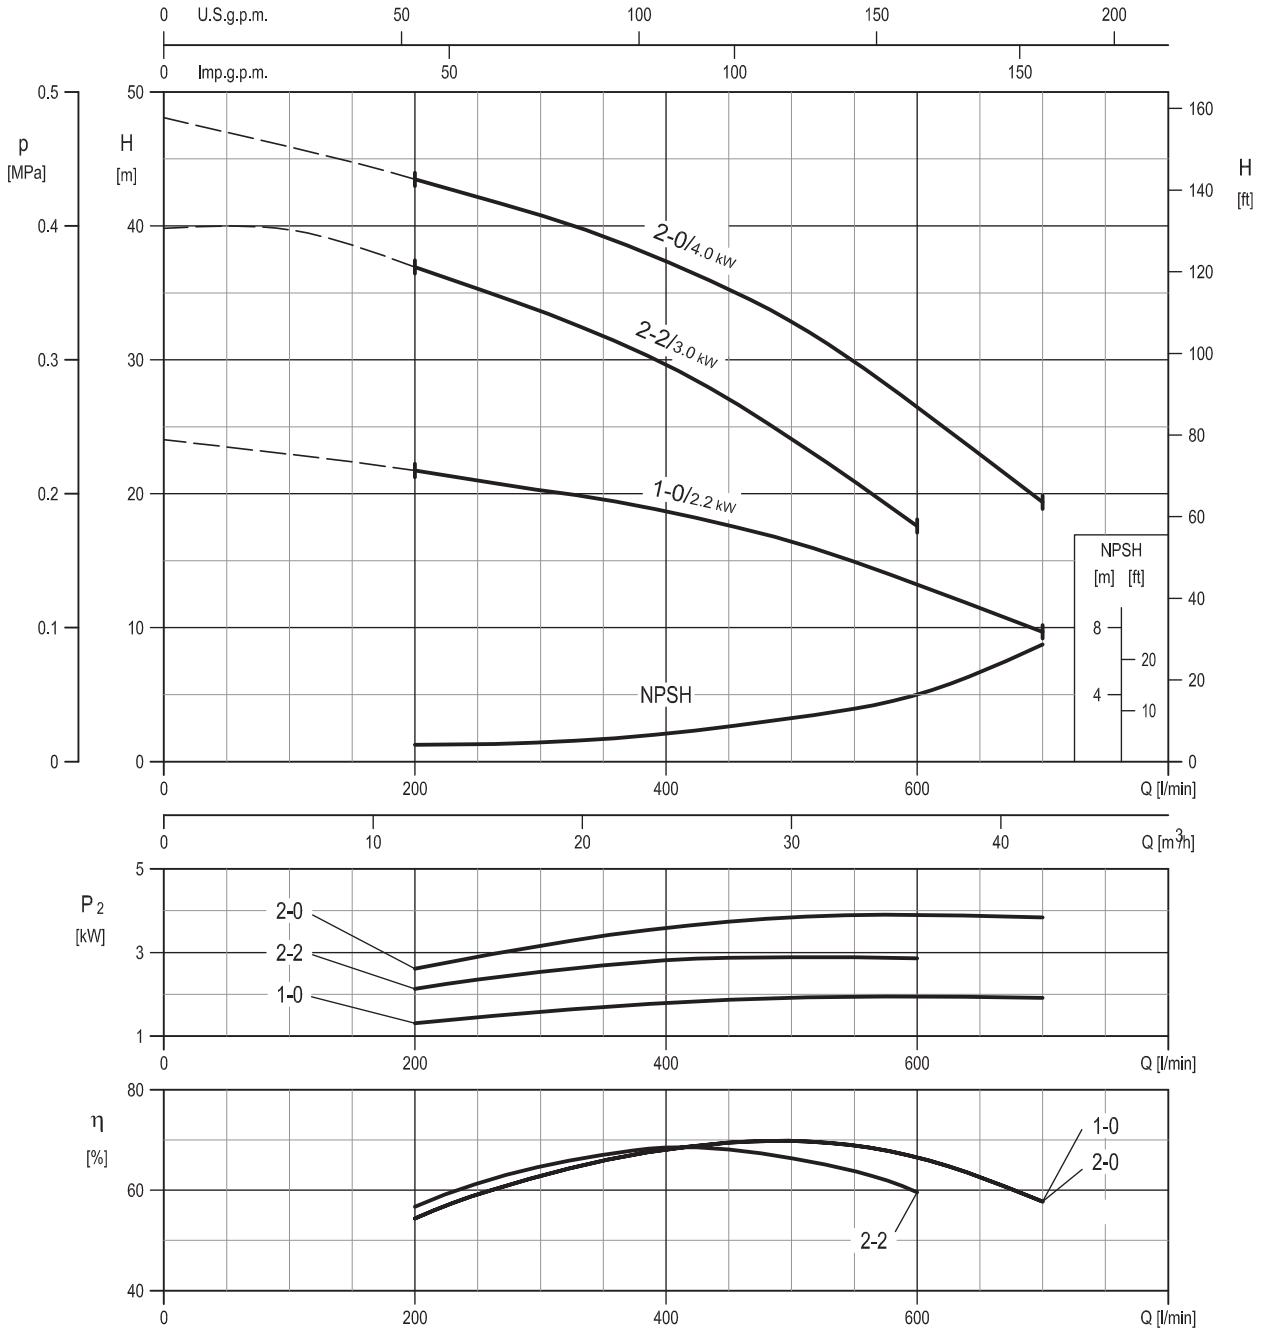 0 U.S.g.p.m. 50 100 150 200
0 Imp.g.p.m. 50 100 150
p
[MPa]
0.5
0.4
0.3
0.2
0.1
0
H
[m]
50
40
30
20
10
0
H
[ft]
160
140
120
100
80
60
40
20
0
2-0/4.0 kW
2-2/3.0 kW
1-0/2.2 kW
NPSH
NPSH
[m] [ft]
8
20
4
10
0 200 400 600 Q [l/min]
0 10 20 30 40 Q [m³/h]
P2
[kW]
5
3
1
2-0
2-2
1-0
0 200 400 600 Q [l/min]
η
[%]
80
60
40
1-0
2-0
2-2
0 200 400 600 Q [l/min]